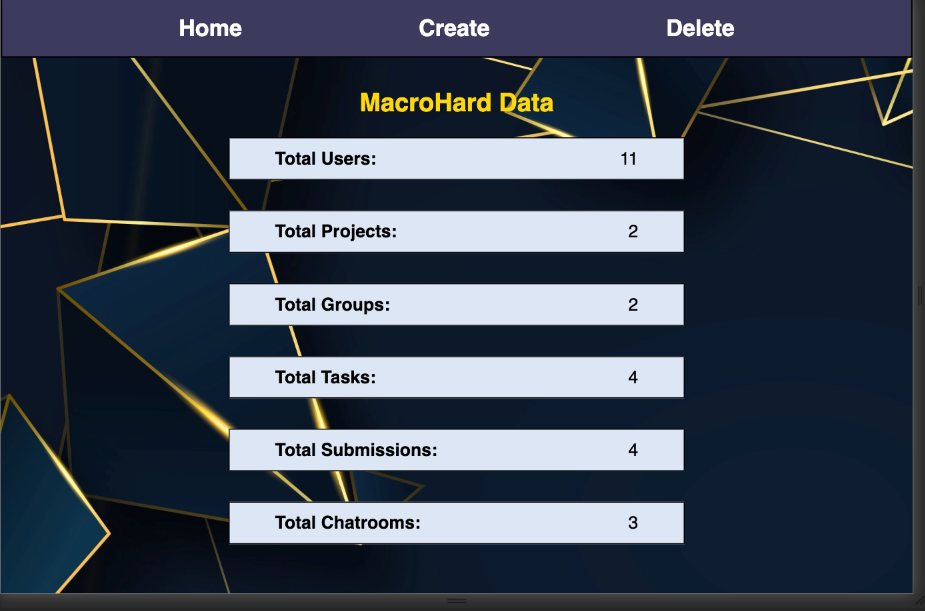 Home Create Delete
MacroHard Data
Total Users: 11
Total Projects: 2
Total Groups: 2
Total Tasks: 4
Total Submissions: 4
Total Chatrooms: 3